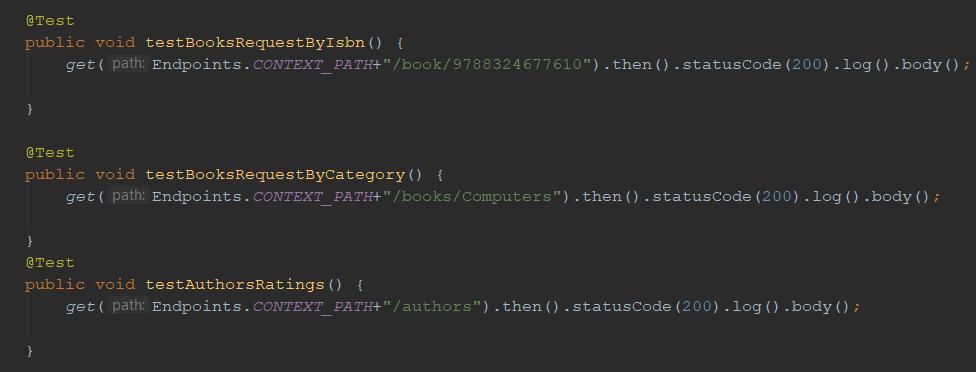 @Test
public void testBooksRequestByIsbn() {
get( path: Endpoints.CONTEXT_PATH+"/book/9788324677610").then().statusCode(200).log().body();
}
@Test
public void testBooksRequestByCategory() {
get( path: Endpoints.CONTEXT_PATH+"/books/Computers").then().statusCode(200).log().body();
}
@Test
public void testAuthorsRatings() {
get( path: Endpoints.CONTEXT_PATH+"/authors").then().statusCode(200).log().body();
}